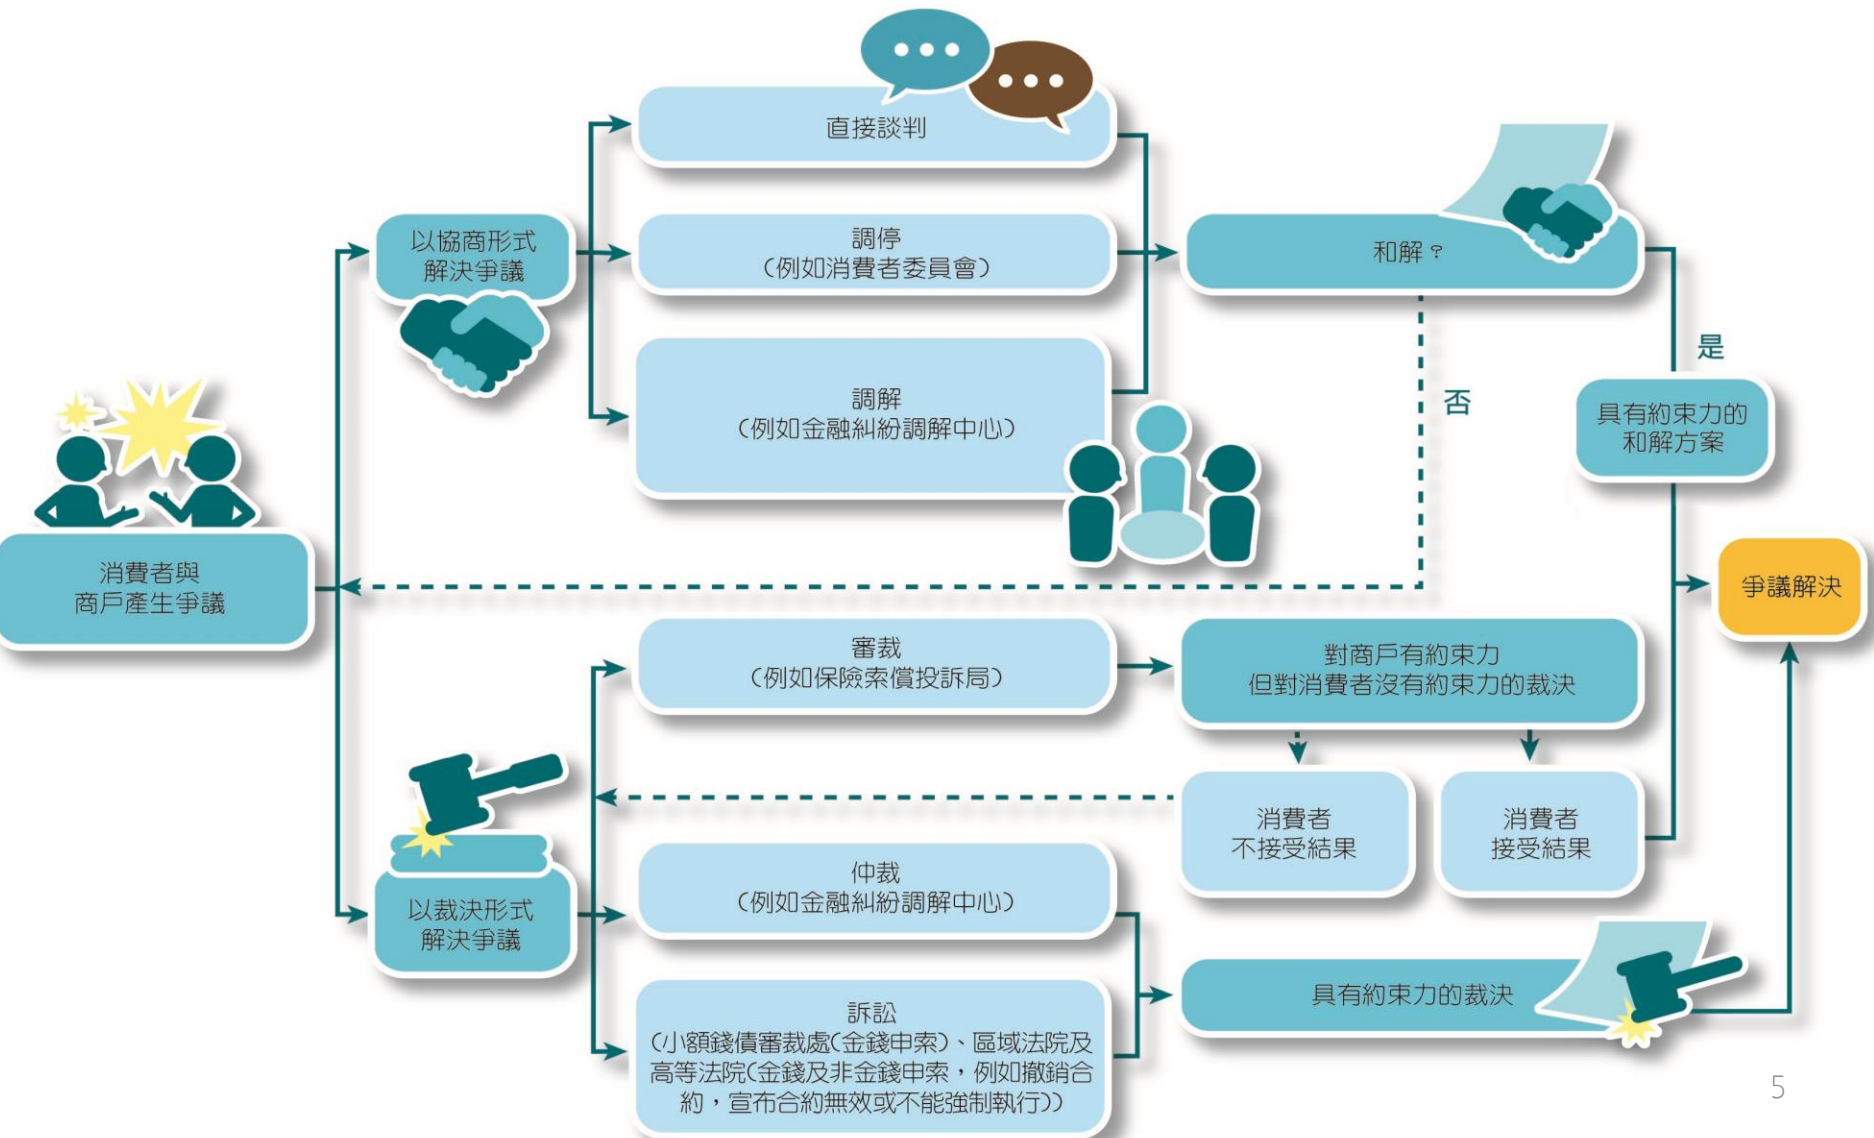 消費者與
商戶產生爭議
以協商形式
解決爭議
直接談判
調停
(例如消費者委員會)
調解
(例如金融糾紛調解中心)
和解？
是
否
具有約束力的
和解方案
爭議解決
以裁決形式
解決爭議
審裁
(例如保險索償投訴局)
對商戶有約束力
但對消費者沒有約束力的裁決
消費者
不接受結果
消費者
接受結果
仲裁
(例如金融糾紛調解中心)
訴訟
(小額錢債審裁處(金錢申索)、區域法院及
高等法院(金錢及非金錢申索，例如撤銷合
約，宣布合約無效或不能強制執行))
具有約束力的裁決
5